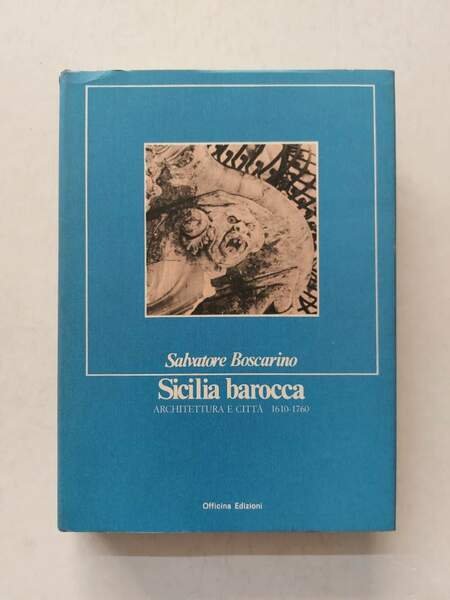 Salvatore Boscarino
Sicilia barocca
ARCHITETTURA E CITTÀ 1610-1760
Officina Edizioni